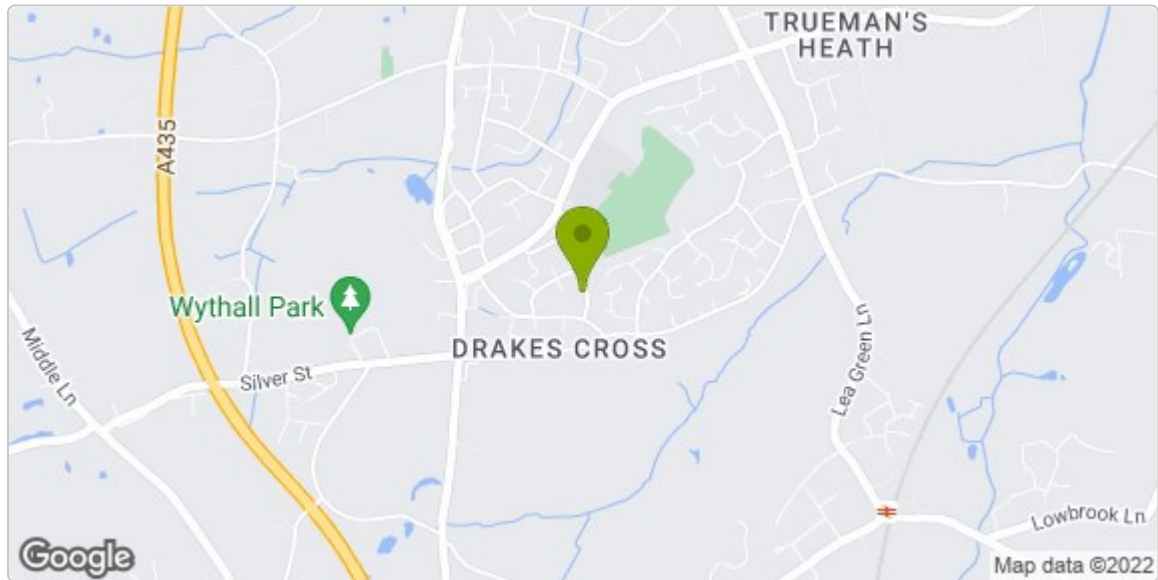 TRUEMAN'S
HEATH
A435
Wythall Park
DRAKES CROSS
Silver St
Middle Ln
Lea Green Ln
Lowbrook Ln
Google
Map data ©2022